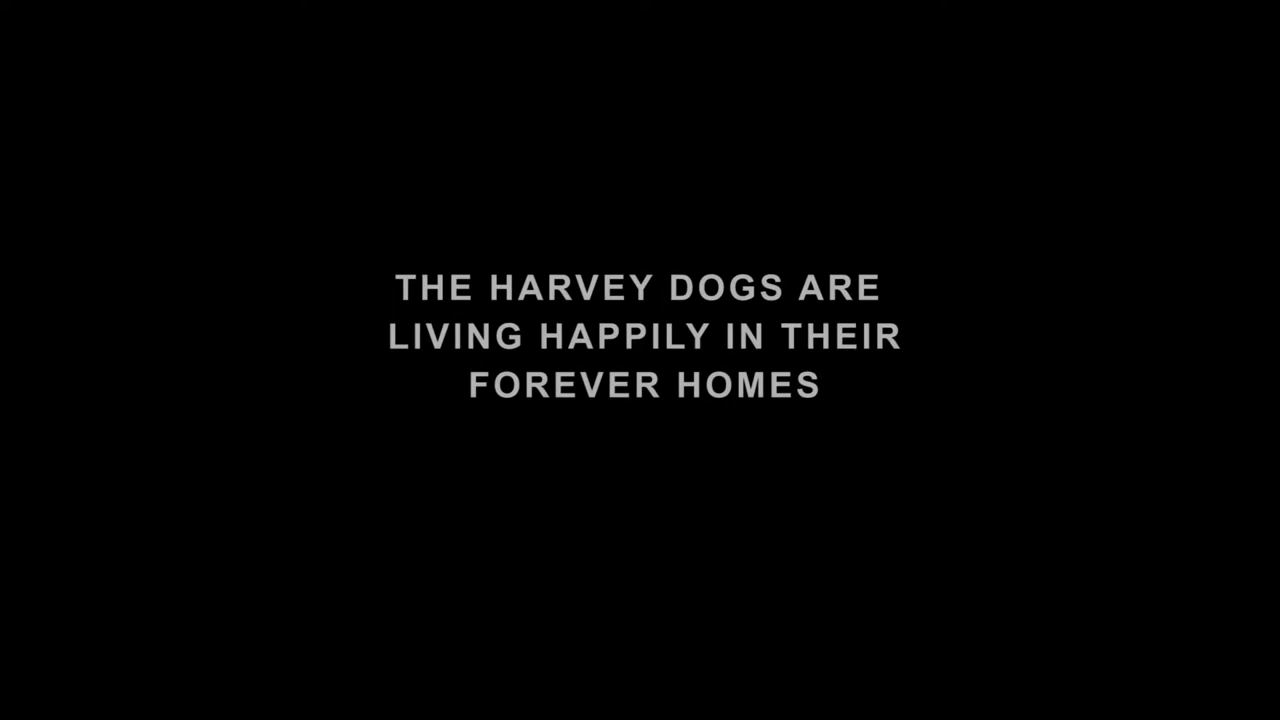 THE HARVEY DOGS ARE
LIVING HAPPILY IN THEIR
FOREVER HOMES